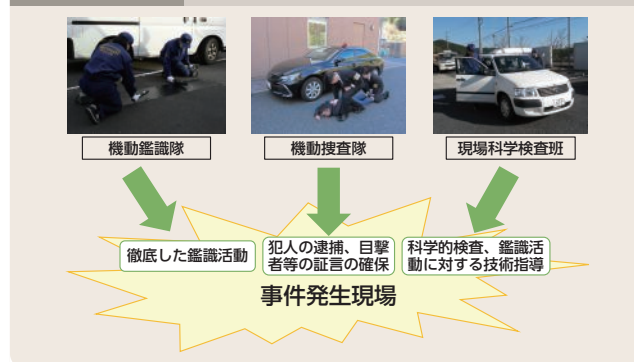 機動鑑識隊
機動捜査隊
現場科学検査班
徹底した鑑識活動
犯人の逮捕、目撃
者等の証言の確保
科学的検査、鑑識活
動に対する技術指導
事件発生現場